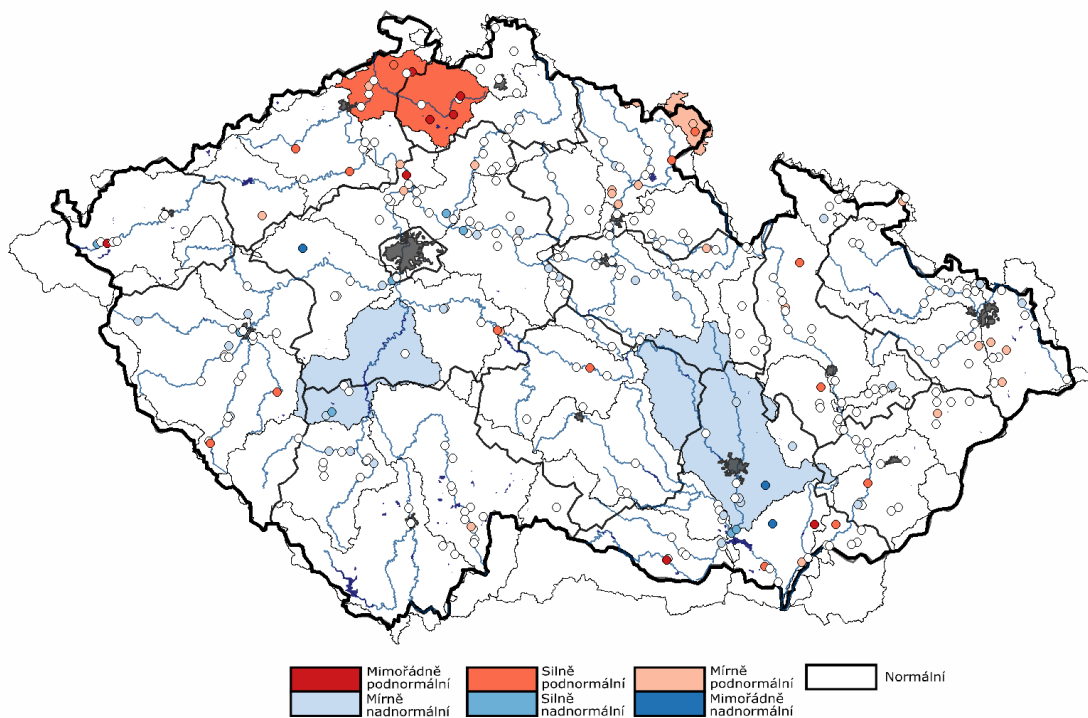 Mimořádně
podnormální
Silně
podnormální
Mírně
podnormální
Normální
Mírně
nadnormální
Silně
nadnormální
Mimořádně
nadnormální